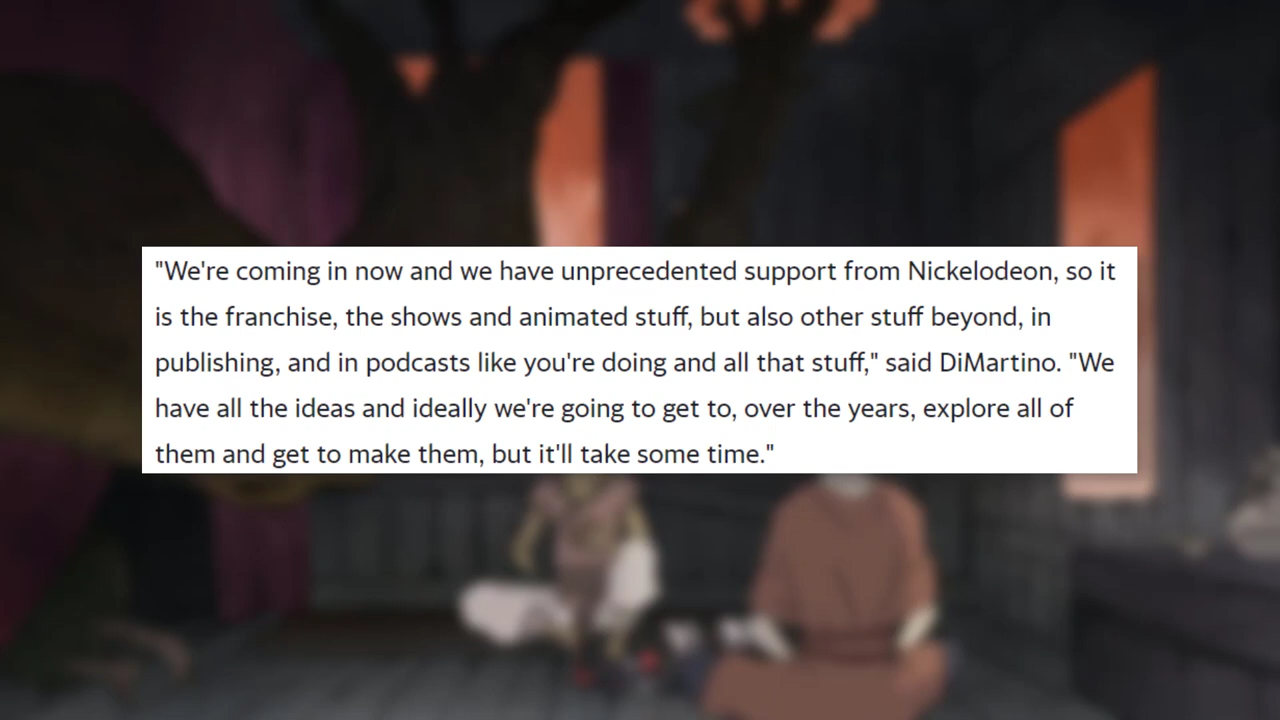 "We're coming in now and we have unprecedented support from Nickelodeon, so it
is the franchise, the shows and animated stuff, but also other stuff beyond, in
publishing, and in podcasts like you're doing and all that stuff," said DiMartino. "We
have all the ideas and ideally we're going to get to, over the years, explore all of
them and get to make them, but it'll take some time."